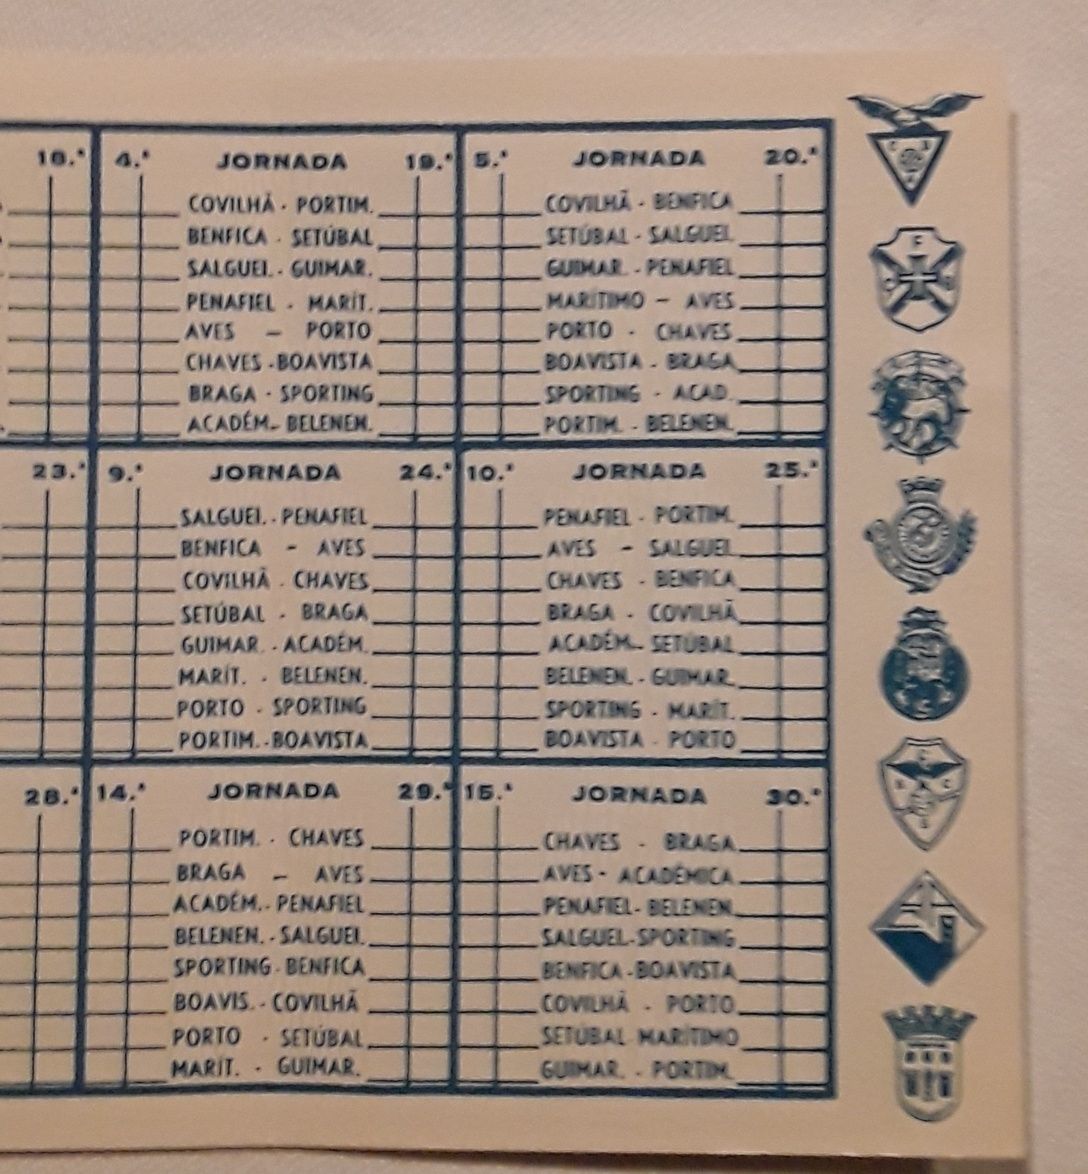 18.ª
4.ª JORNADA 19.ª
COVILHÃ - PORTIM.
BENFICA - SETÚBAL
SALGUEI. - GUIMAR.
PENAFIEL - MARÍT.
AVES — PORTO
CHAVES - BOAVISTA
BRAGA - SPORTING
ACADÉM. - BELENEN.
5.ª JORNADA 20.ª
COVILHÃ - BENFICA
SETÚBAL - SALGUEI.
GUIMAR. - PENAFIEL
MARÍTIMO — AVES
PORTO - CHAVES
BOAVISTA - BRAGA
SPORTING - ACAD.
PORTIM. - BELENEN.
23.ª
9.ª JORNADA 24.ª
SALGUEI. - PENAFIEL
BENFICA - AVES
COVILHÃ - CHAVES
SETÚBAL - BRAGA
GUIMAR. - ACADÉM.
MARÍT. - BELENEN.
PORTO - SPORTING
PORTIM. - BOAVISTA
10.ª JORNADA 25.ª
PENAFIEL - PORTIM.
AVES - SALGUEI.
CHAVES - BENFICA
BRAGA - COVILHÃ
ACADÉM. - SETÚBAL
BELENEN. - GUIMAR.
SPORTING - MARÍT.
BOAVISTA - PORTO
28.ª
14.ª JORNADA 29.ª
PORTIM. - CHAVES
BRAGA — AVES
ACADÉM. - PENAFIEL
BELENEN. - SALGUEI.
SPORTING - BENFICA
BOAVIS. - COVILHÃ
PORTO - SETÚBAL
MARÍT. - GUIMAR.
15.ª JORNADA 30.ª
CHAVES - BRAGA
AVES - ACADÉMICA
PENAFIEL - BELENEN.
SALGUEI. - SPORTING
BENFICA - BOAVISTA
COVILHÃ - PORTO
SETÚBAL MARÍTIMO
GUIMAR. - PORTIM.